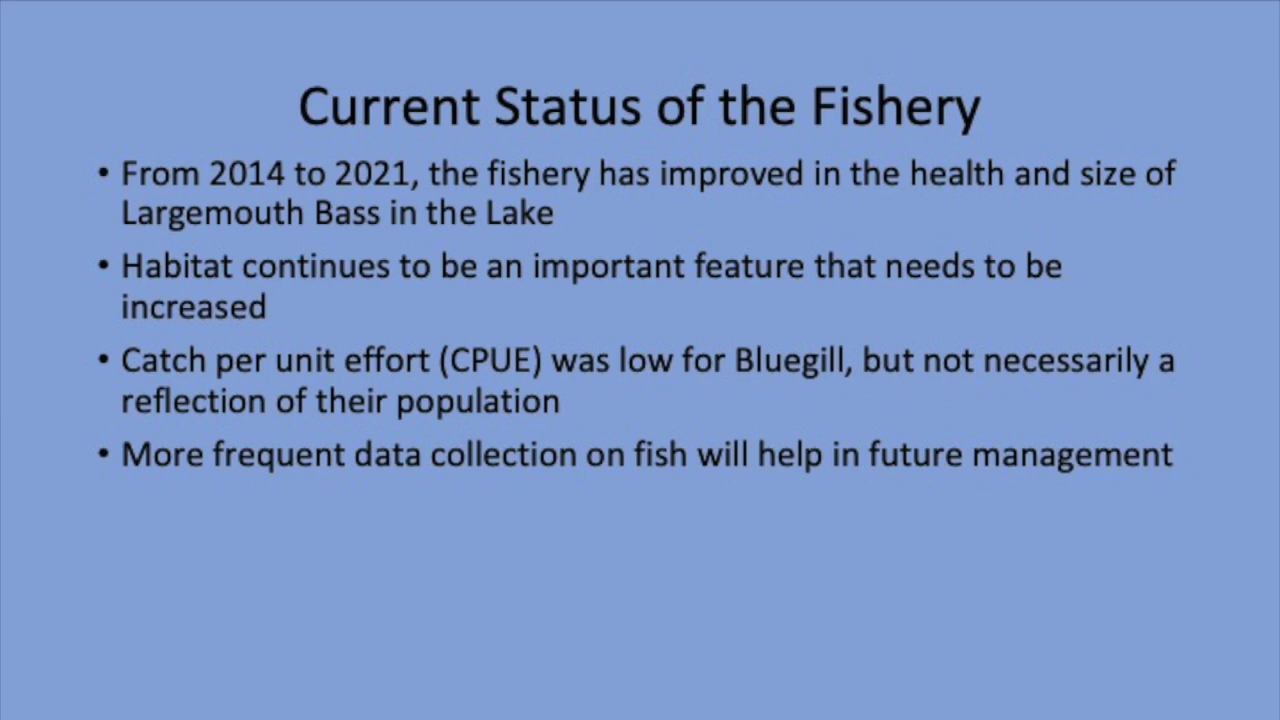 Current Status of the Fishery
• From 2014 to 2021, the fishery has improved in the health and size of
Largemouth Bass in the Lake
• Habitat continues to be an important feature that needs to be
increased
• Catch per unit effort (CPUE) was low for Bluegill, but not necessarily a
reflection of their population
• More frequent data collection on fish will help in future management